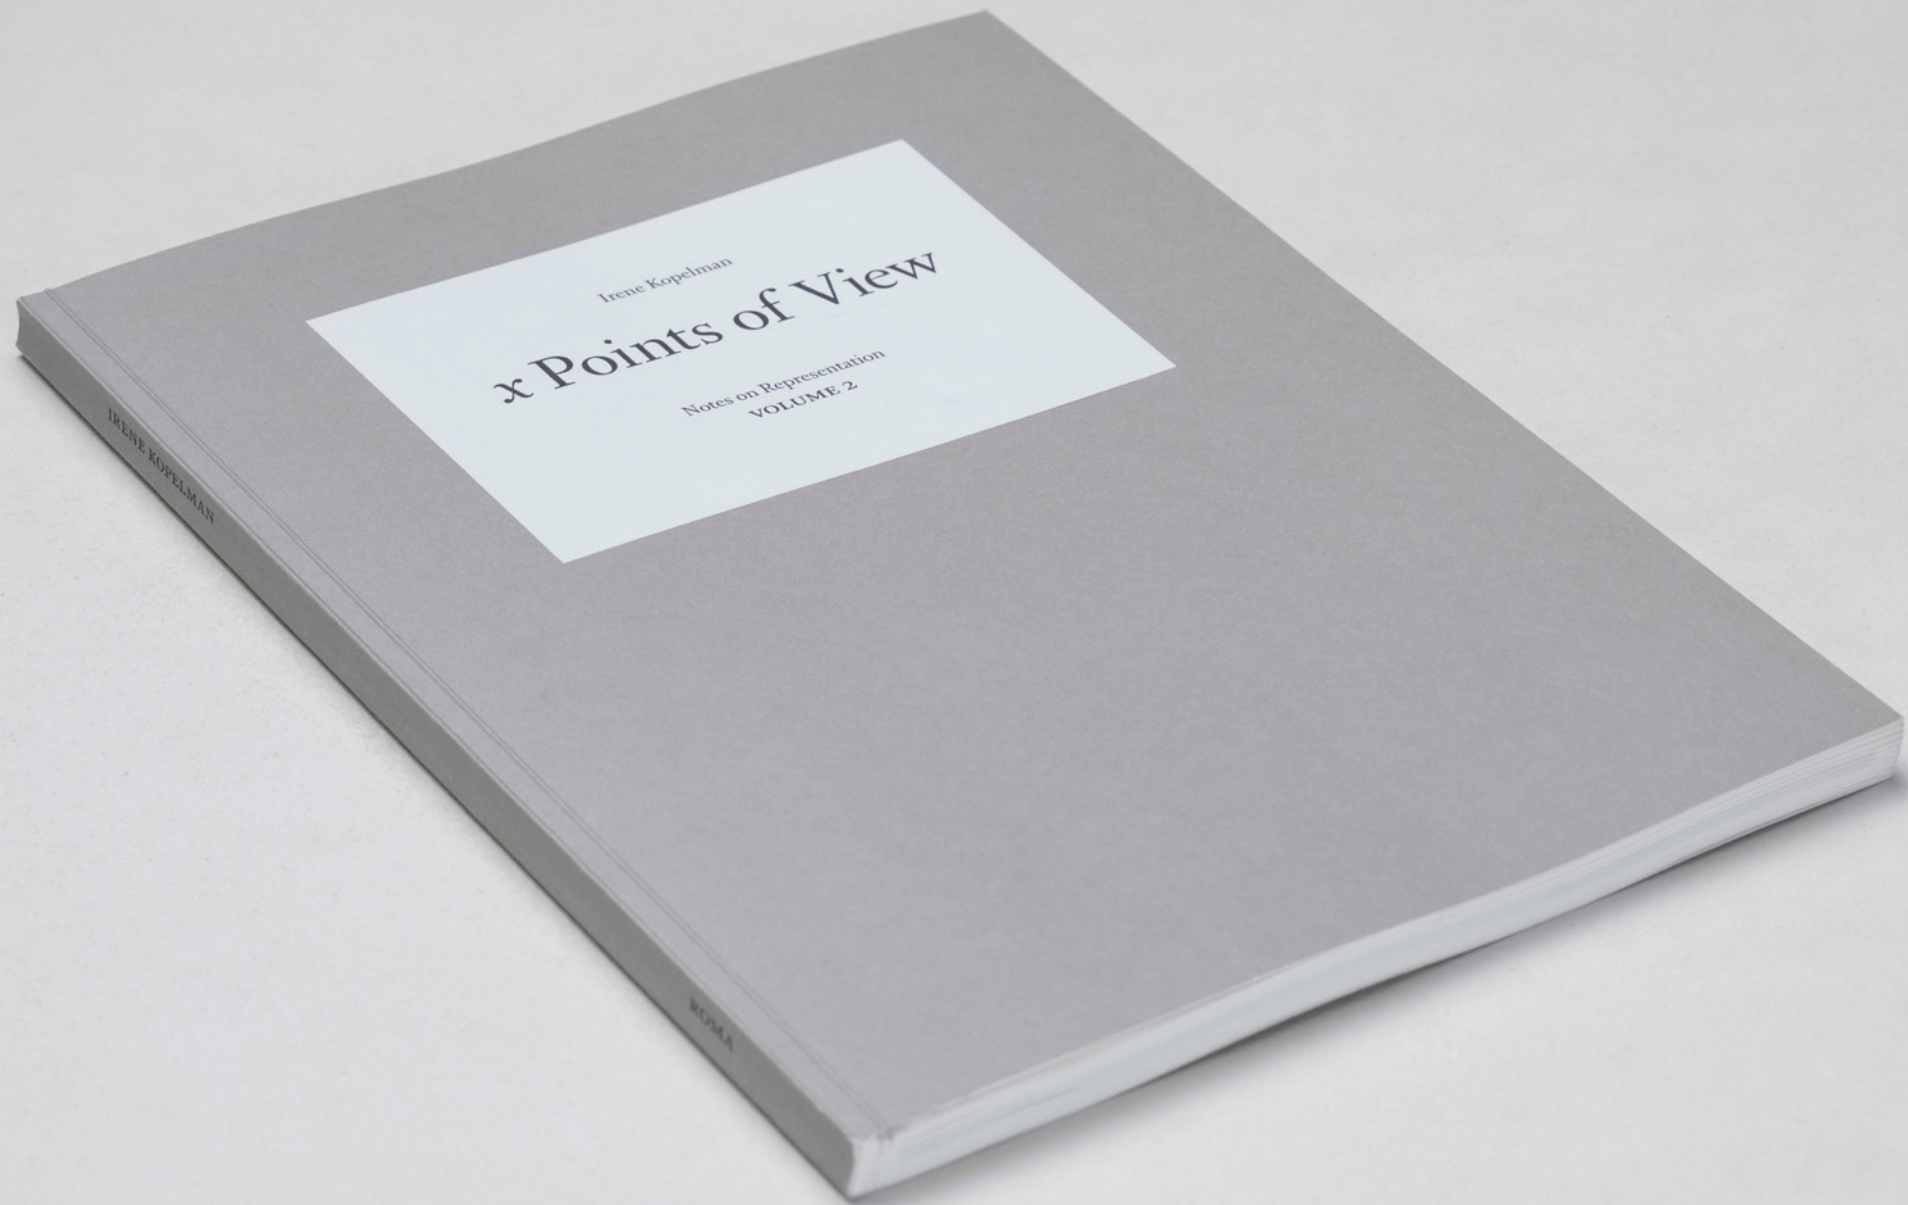 Irene Kopelman
x Points of View
Notes on Representation
VOLUME 2
IRENE KOPELMAN
ROMA